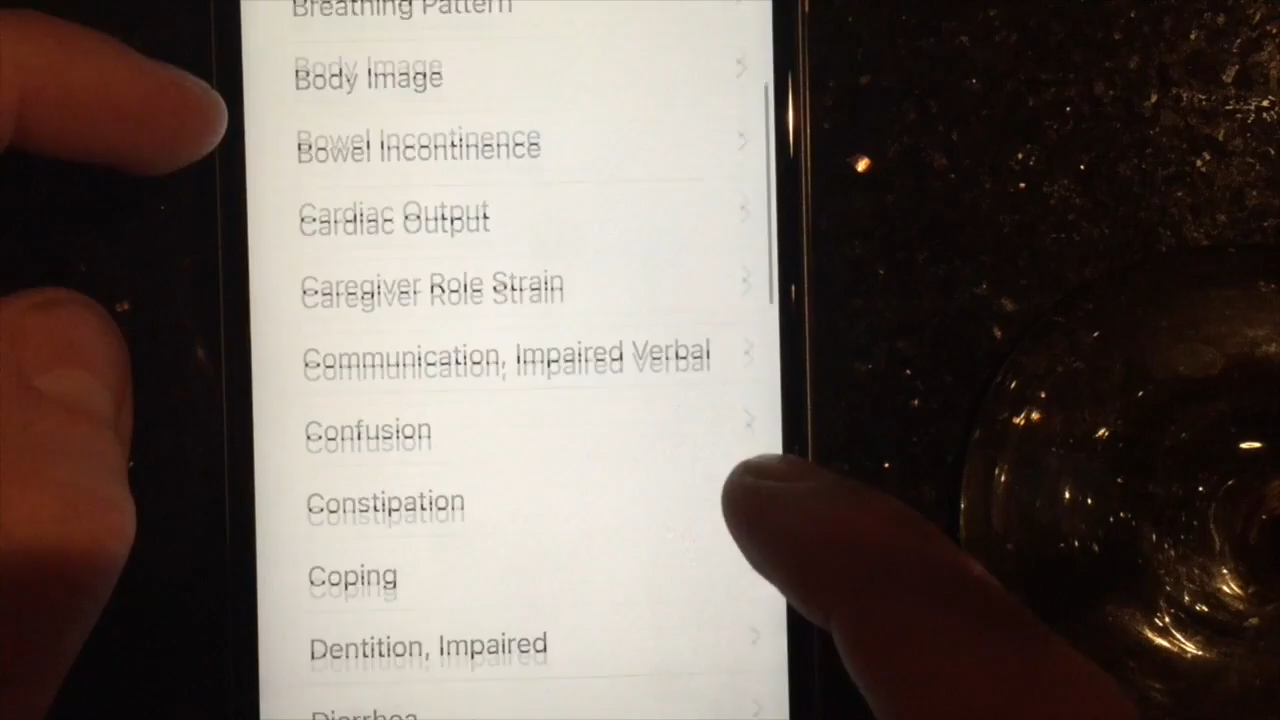 Breathing Pattern
Body Image
Bowel Incontinence
Cardiac Output
Caregiver Role Strain
Communication, Impaired Verbal
Confusion
Constipation
Coping
Dentition, Impaired
Diarrhea